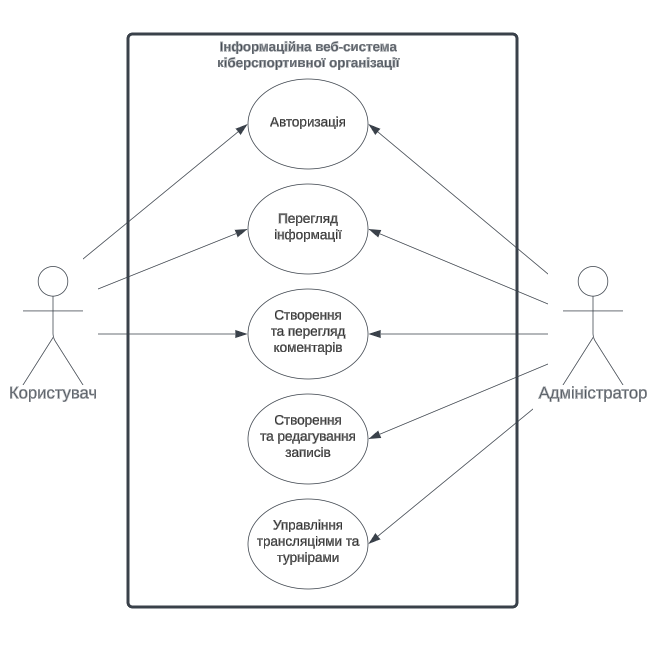 Інформаційна веб-система
кіберспортивної організації
Авторизація
Перегляд
інформації
Створення
та перегляд
коментарів
Користувач
Адміністратор
Створення
та редагування
записів
Управління
трансляціями та
турнірами